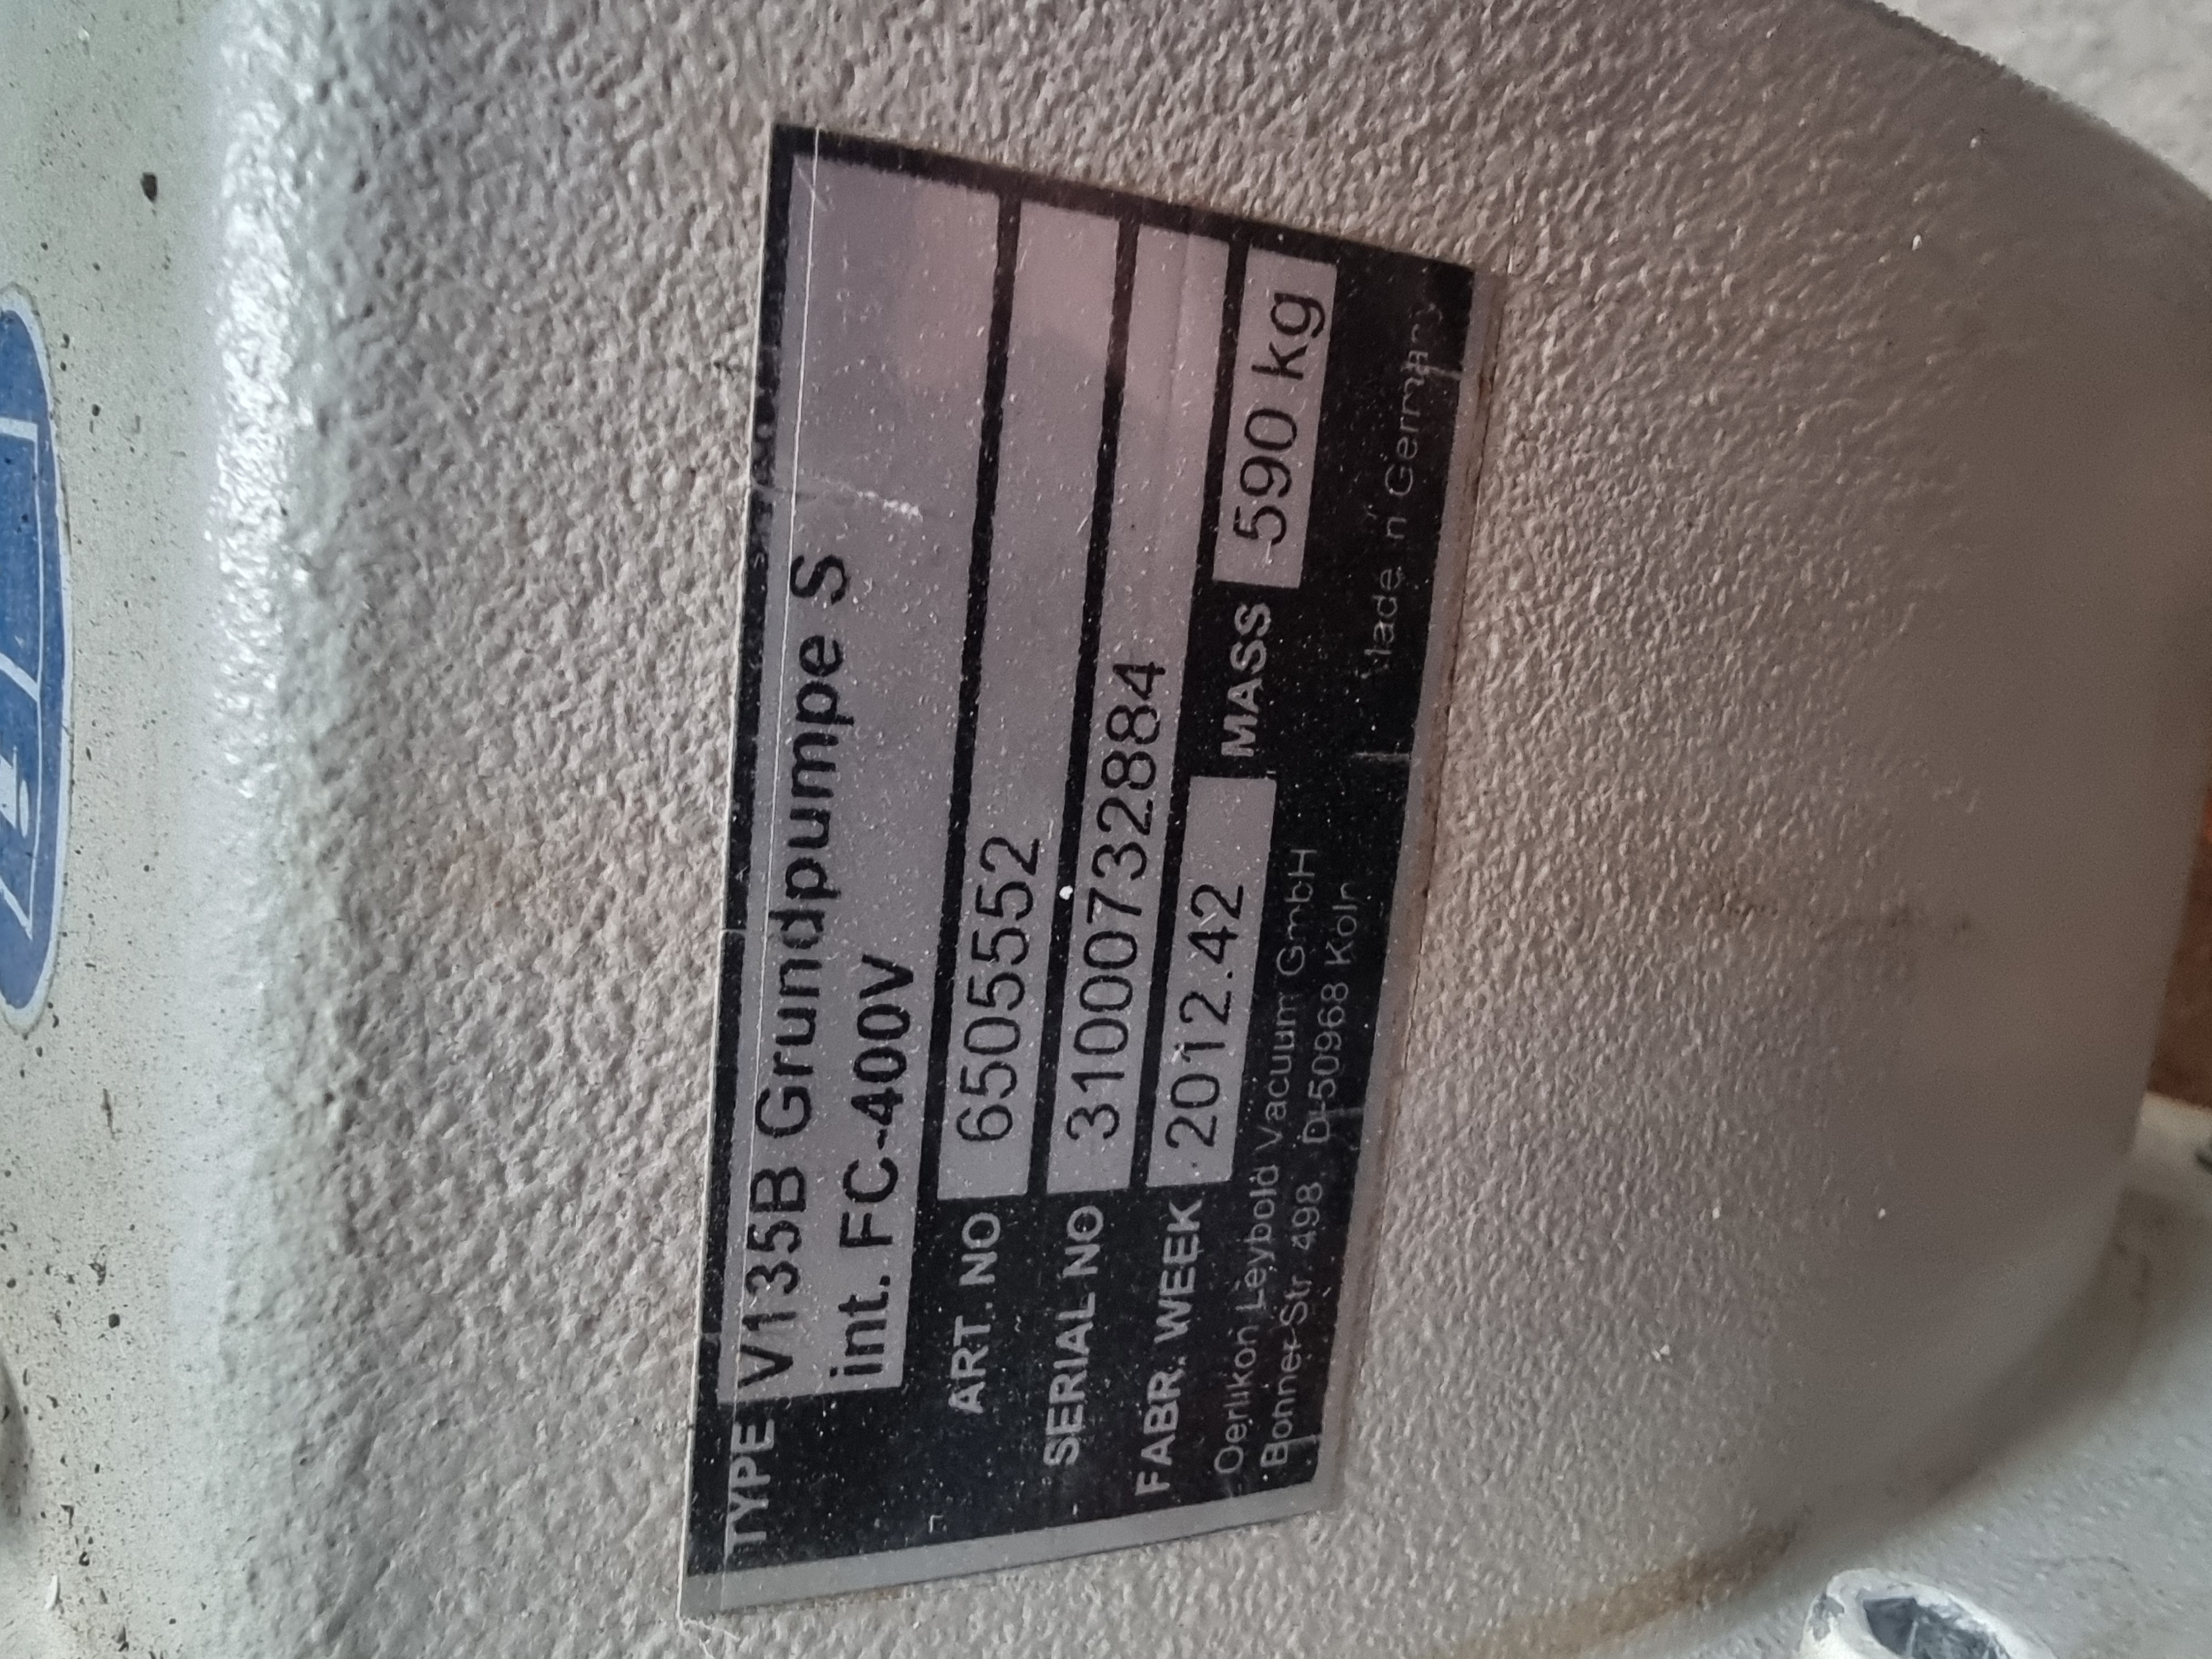 TYPE V135B Grundpumpe S
int. FC-400V
ART. NO 6505552
SERIAL NO 31000732884
FABR. WEEK 2012.42 MASS 590 kg
Oerlikon Leybold Vacuum GmbH
Bonner Str. 498, D-50968 Köln Made in Germany